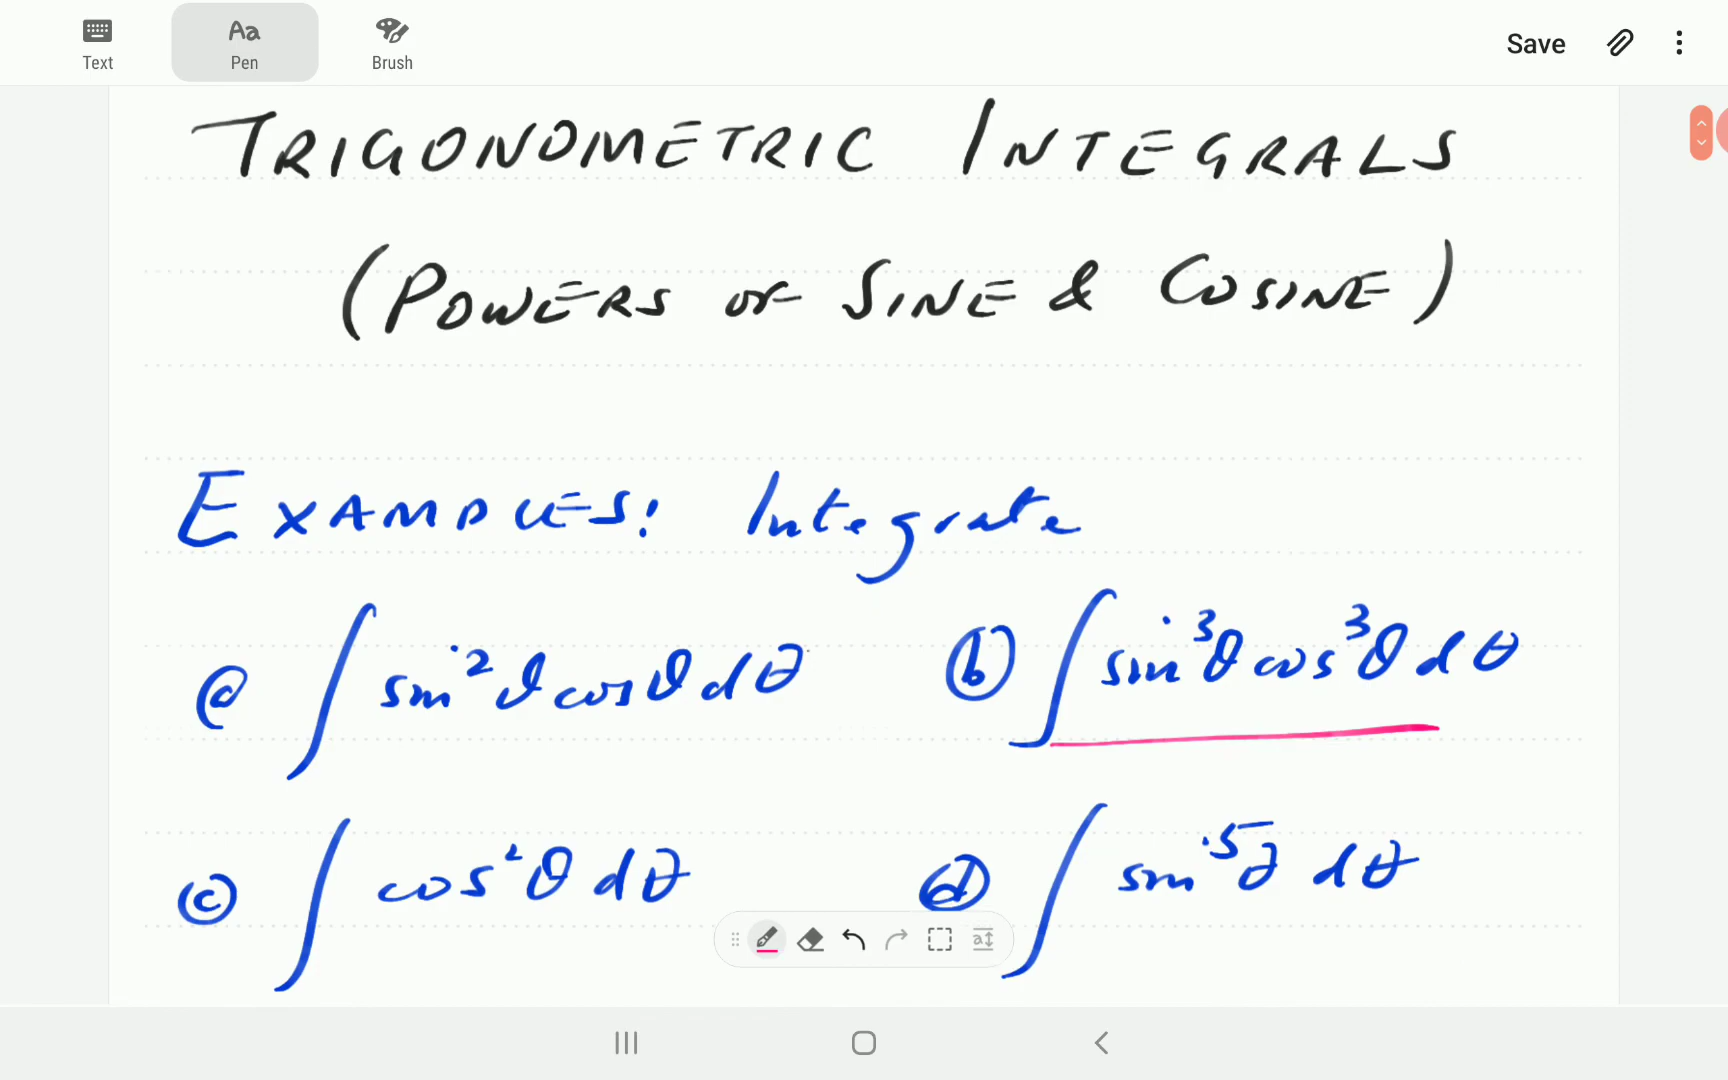 Text Pen Brush Save
TRIGONOMETRIC INTEGRALS
(POWERS OF SINE & COSINE)
EXAMPLES: Integrate
ⓐ ∫ sin²θ cosθ dθ ⓑ ∫ sin³θ cos³θ dθ
ⓒ ∫ cos²θ dθ ⓓ ∫ sin⁵θ dθ